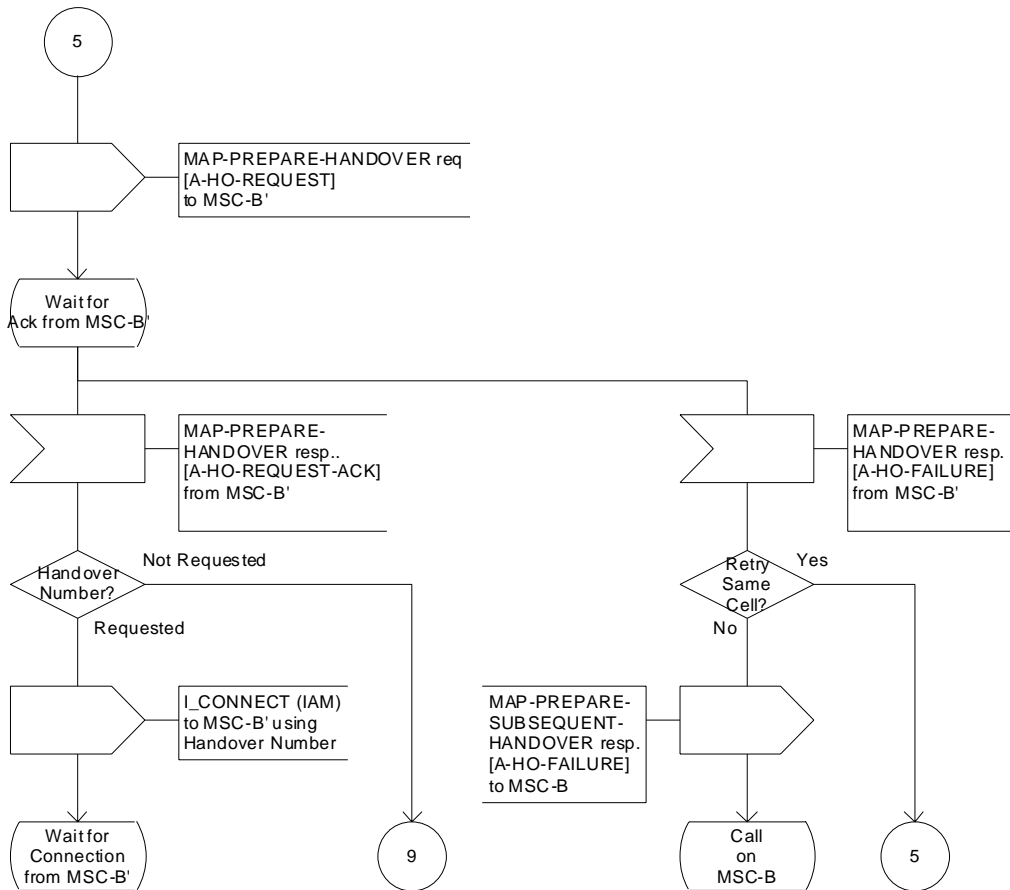 5
MAP-PREPARE-HANDOVER req
[A-HO-REQUEST]
to MSC-B'
Wait for
Ack from MSC-B'
MAP-PREPARE-
HANDOVER resp..
[A-HO-REQUEST-ACK]
from MSC-B'
MAP-PREPARE-
HANDOVER resp.
[A-HO-FAILURE]
from MSC-B'
Handover
Number?
Not Requested
Requested
Retry
Same
Cell?
Yes
No
I_CONNECT (IAM)
to MSC-B' using
Handover Number
MAP-PREPARE-
SUBSEQUENT-
HANDOVER resp.
[A-HO-FAILURE]
to MSC-B
Wait for
Connection
from MSC-B'
9
Call
on
MSC-B
5